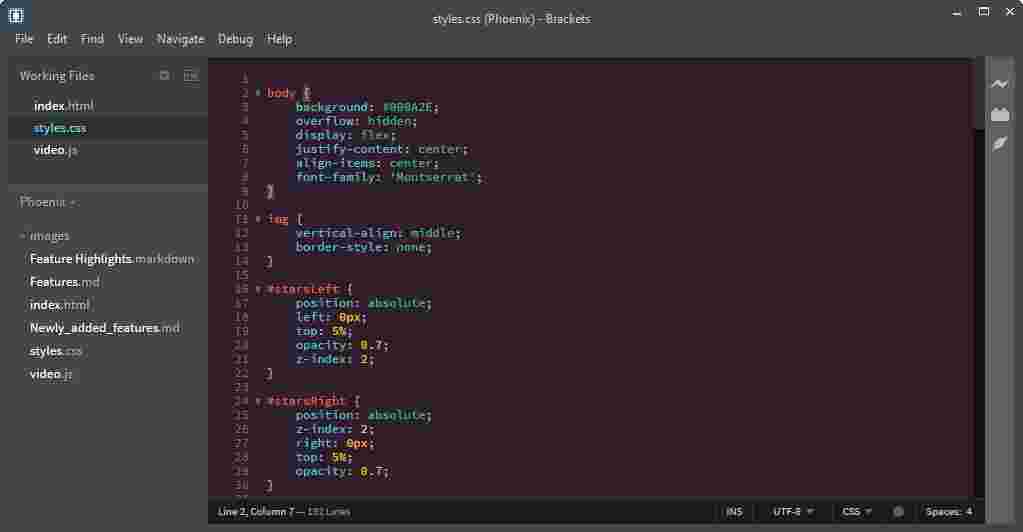 styles.css (Phoenix) - Brackets
File Edit Find View Navigate Debug Help
Working Files
index.html
styles.css
video.js
Phoenix
images
Feature Highlights.markdown
Features.md
index.html
Newly_added_features.md
styles.css
video.js
1
2 body {
3 background: #000A2E;
4 overflow: hidden;
5 display: flex;
6 justify-content: center;
7 align-items: center;
8 font-family: 'Montserrat';
9 }
10
11 img {
12 vertical-align: middle;
13 border-style: none;
14 }
15
16 #starsLeft {
17 position: absolute;
18 left: 0px;
19 top: 5%;
20 opacity: 0.7;
21 z-index: 2;
22 }
23
24 #starsRight {
25 position: absolute;
26 z-index: 2;
27 right: 0px;
28 top: 5%;
29 opacity: 0.7;
30 }
Line 2, Column 7 — 192 Lines INS UTF-8 CSS Spaces: 4